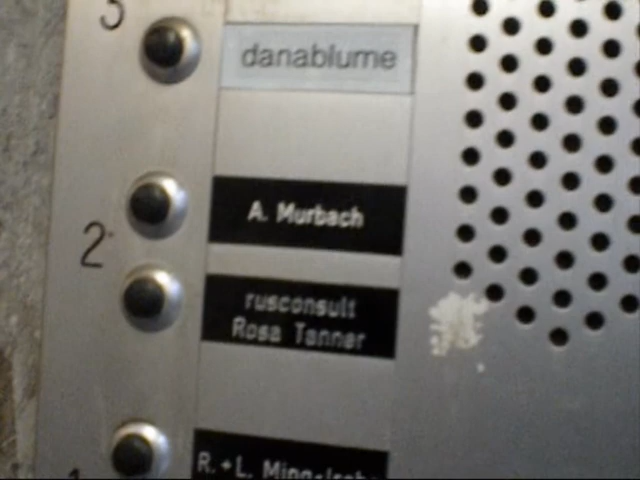 3
danablume
A. Murbach
2
rusconsult
Rosa Tanner
R.+L.